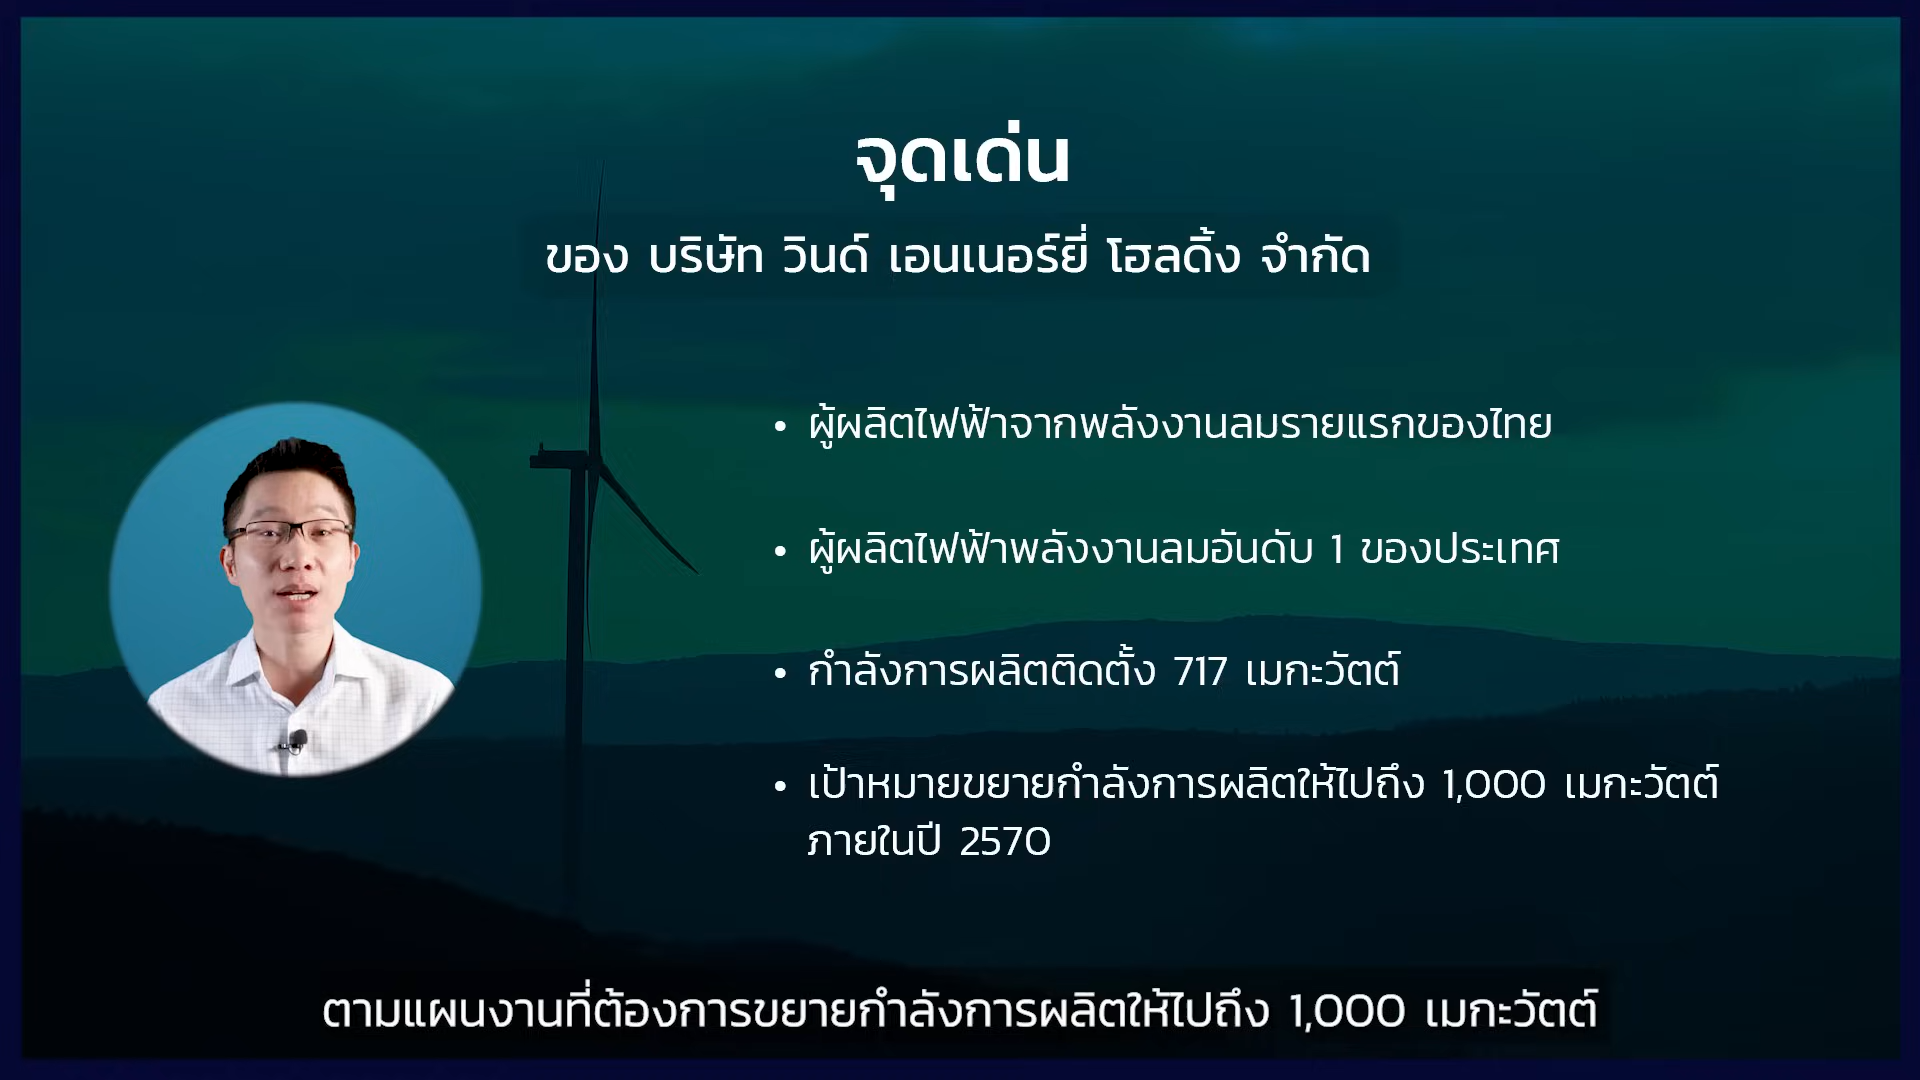 จุดเด่น
ของ บริษัท วินด์ เอนเนอร์ยี่ โฮลดิ้ง จำกัด
• ผู้ผลิตไฟฟ้าจากพลังงานลมรายแรกของไทย
• ผู้ผลิตไฟฟ้าพลังงานลมอันดับ 1 ของประเทศ
• กำลังการผลิตติดตั้ง 717 เมกะวัตต์
• เป้าหมายขยายกำลังการผลิตให้ไปถึง 1,000 เมกะวัตต์
ภายในปี 2570
ตามแผนงานที่ต้องการขยายกำลังการผลิตให้ไปถึง 1,000 เมกะวัตต์